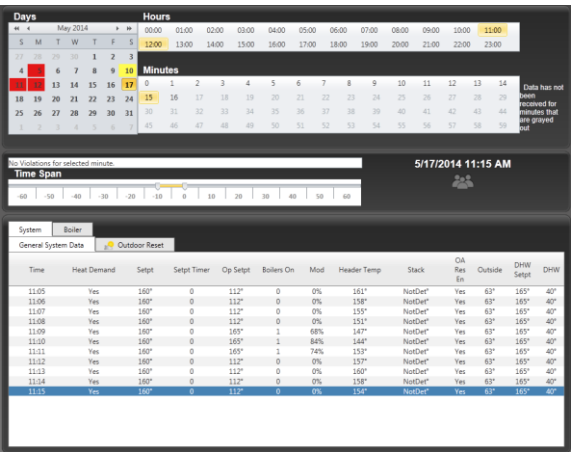 Days
Hours
May 2014
S M T W T F S
27 28 29 30 1 2 3
4 6 7 8 9 10
13 14 15 16 17
18 19 20 21 22 23 24
25 26 27 28 29 30 31
1 2 3 4 5 6 7
00:00 01:00 02:00 03:00 04:00 05:00 06:00 07:00 08:00 09:00 10:00 11:00
12:00 13:00 14:00 15:00 16:00 17:00 18:00 19:00 20:00 21:00 22:00 23:00
Minutes
0 1 2 3 4 5 6 7 8 9 10 11 12 13 14
15 16 17 18 19 20 21 22 23 24 25 26 27 28 29
30 31 32 33 34 35 36 37 38 39 40 41 42 43 44
45 46 47 48 49 50 51 52 53 54 55 56 57 58 59
Data has not
been
received for
minutes that
are grayed
out
No Violations for selected minute.
5/17/2014 11:15 AM
Time Span
-60 -50 -40 -30 -20 -10 0 10 20 30 40 50 60
System Boiler
General System Data Outdoor Reset
Time Heat Demand Setpt Setpt Timer Op Setpt Boilers On Mod Header Temp Stack OA Res En Outside DHW Setpt DHW
11:05 Yes 160° 0 112° 0 0% 161° NotDet° Yes 63° 165° 40°
11:06 Yes 160° 0 112° 0 0% 158° NotDet° Yes 63° 165° 40°
11:07 Yes 160° 0 112° 0 0% 155° NotDet° Yes 63° 165° 40°
11:08 Yes 160° 0 112° 0 0% 151° NotDet° Yes 63° 165° 40°
11:09 Yes 160° 0 165° 1 68% 147° NotDet° Yes 63° 165° 40°
11:10 Yes 160° 0 165° 1 84% 144° NotDet° Yes 63° 165° 40°
11:11 Yes 160° 0 165° 1 74% 153° NotDet° Yes 63° 165° 40°
11:12 Yes 160° 0 112° 0 0% 157° NotDet° Yes 63° 165° 40°
11:13 Yes 160° 0 112° 0 0% 160° NotDet° Yes 63° 165° 40°
11:14 Yes 160° 0 112° 0 0% 158° NotDet° Yes 63° 165° 40°
11:15 Yes 160° 0 112° 0 0% 154° NotDet° Yes 63° 165° 40°